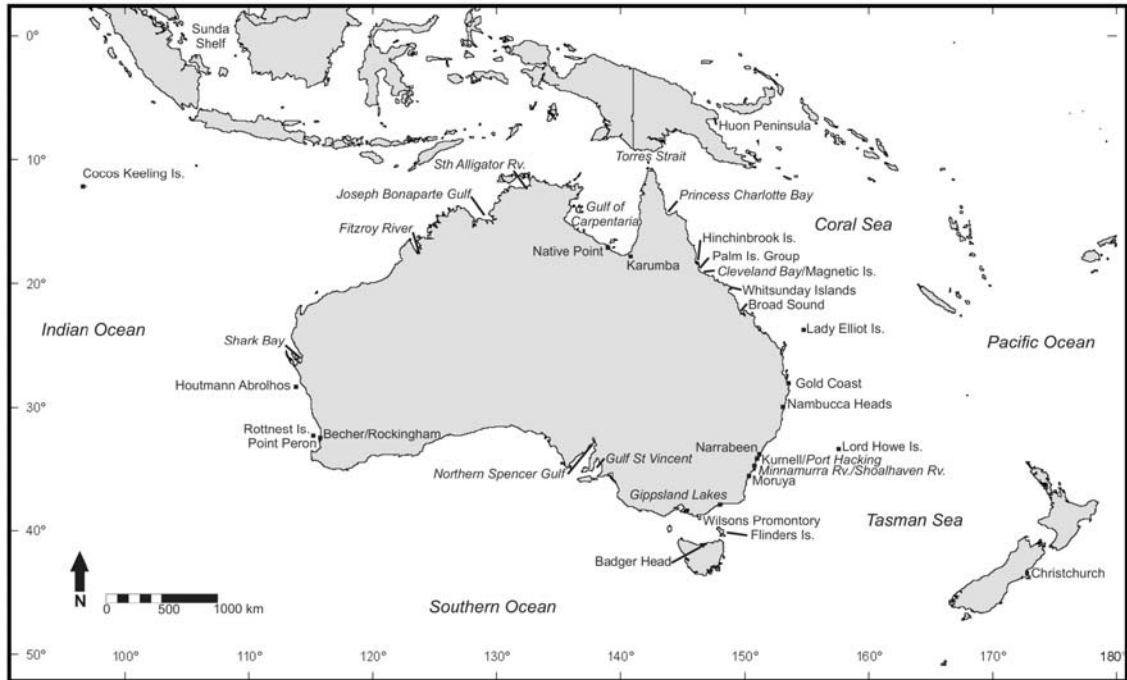 0°
10°
20°
30°
40°
50°
Sunda
Shelf
Huon Peninsula
Torres Strait
Cocos Keeling Is.
Sth Alligator Rv.
Joseph Bonaparte Gulf
Fitzroy River
Gulf of
Carpentaria
Princess Charlotte Bay
Coral Sea
Native Point
Karumba
Hinchinbrook Is.
Palm Is. Group
Cleveland Bay/Magnetic Is.
Whitsunday Islands
Broad Sound
Lady Elliot Is.
Indian Ocean
Pacific Ocean
Shark Bay
Houtmann Abrolhos
Gold Coast
Nambucca Heads
Rottnest Is.
Point Peron
Becher/Rockingham
Narrabeen
Lord Howe Is.
Kurnell/Port Hacking
Minnamurra Rv./Shoalhaven Rv.
Moruya
Northern Spencer Gulf
Gulf St Vincent
Gippsland Lakes
Wilsons Promontory
Flinders Is.
Tasman Sea
Badger Head
Christchurch
Southern Ocean
N
0 500 1000 km
100° 110° 120° 130° 140° 150° 160° 170° 180°